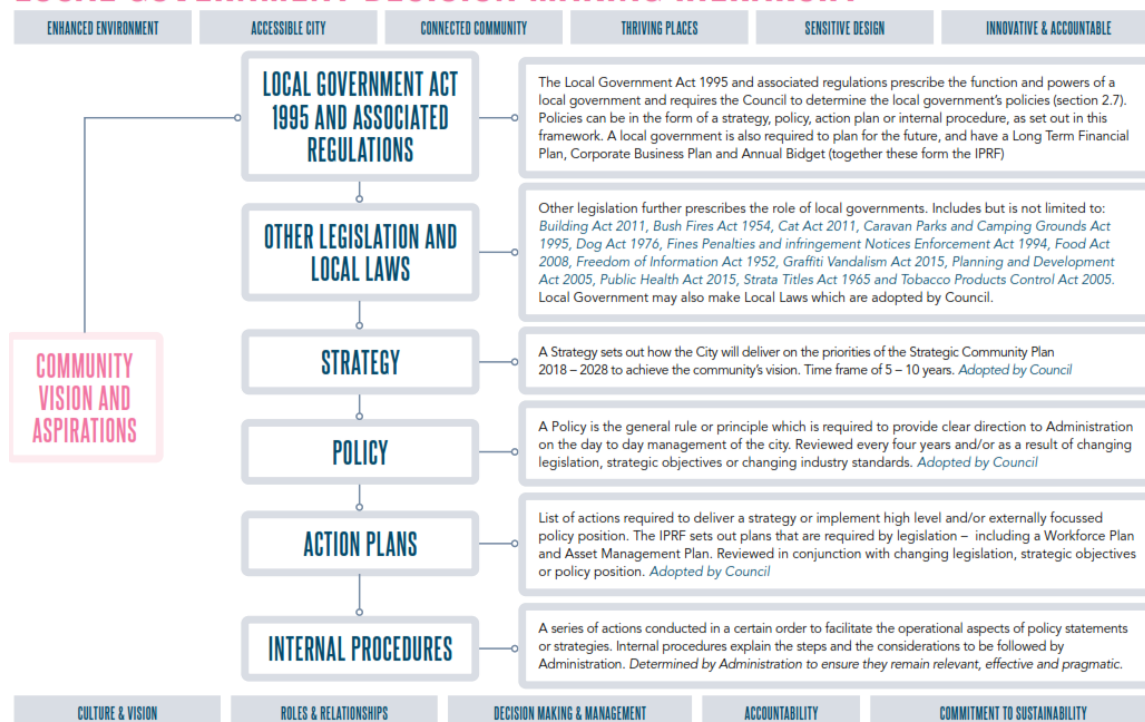 LOCAL GOVERNMENT DECISION MAKING HIERARCHY
ENHANCED ENVIRONMENT
ACCESSIBLE CITY
CONNECTED COMMUNITY
THRIVING PLACES
SENSITIVE DESIGN
INNOVATIVE & ACCOUNTABLE
LOCAL GOVERNMENT ACT
1995 AND ASSOCIATED
REGULATIONS
The Local Government Act 1995 and associated regulations prescribe the function and powers of a
local government and requires the Council to determine the local government's policies (section 2.7).
Policies can be in the form of a strategy, policy, action plan or internal procedure, as set out in this
framework. A local government is also required to plan for the future, and have a Long Term Financial
Plan, Corporate Business Plan and Annual Budget (together these form the IPRF)
OTHER LEGISLATION AND
LOCAL LAWS
Other legislation further prescribes the role of local governments. Includes but is not limited to:
Building Act 2011, Bush Fires Act 1954, Cat Act 2011, Caravan Parks and Camping Grounds Act
1995, Dog Act 1976, Fines Penalties and infringement Notices Enforcement Act 1994, Food Act
2008, Freedom of Information Act 1952, Graffiti Vandalism Act 2015, Planning and Development
Act 2005, Public Health Act 2015, Strata Titles Act 1965 and Tobacco Products Control Act 2005.
Local Government may also make Local Laws which are adopted by Council.
COMMUNITY
VISION AND
ASPIRATIONS
STRATEGY
A Strategy sets out how the City will deliver on the priorities of the Strategic Community Plan
2018 – 2028 to achieve the community's vision. Time frame of 5 – 10 years. Adopted by Council
POLICY
A Policy is the general rule or principle which is required to provide clear direction to Administration
on the day to day management of the city. Reviewed every four years and/or as a result of changing
legislation, strategic objectives or changing industry standards. Adopted by Council
ACTION PLANS
List of actions required to deliver a strategy or implement high level and/or externally focussed
policy position. The IPRF sets out plans that are required by legislation – including a Workforce Plan
and Asset Management Plan. Reviewed in conjunction with changing legislation, strategic objectives
or policy position. Adopted by Council
INTERNAL PROCEDURES
A series of actions conducted in a certain order to facilitate the operational aspects of policy statements
or strategies. Internal procedures explain the steps and the considerations to be followed by
Administration. Determined by Administration to ensure they remain relevant, effective and pragmatic.
CULTURE & VISION
ROLES & RELATIONSHIPS
DECISION MAKING & MANAGEMENT
ACCOUNTABILITY
COMMITMENT TO SUSTAINABILITY